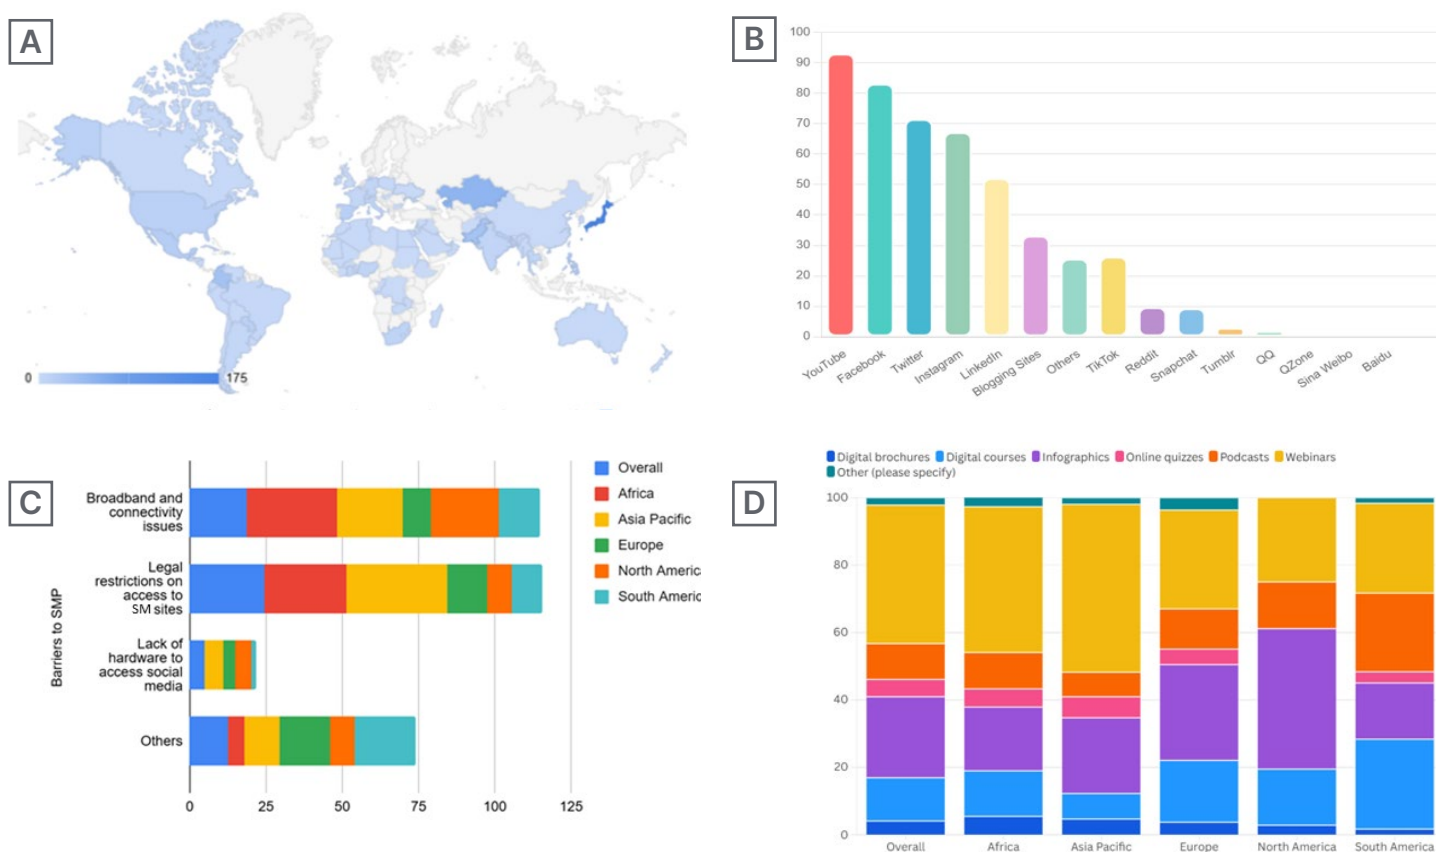 A
0
175
B
100
90
80
70
60
50
40
30
20
10
0
YouTube
Facebook
Twitter
Instagram
LinkedIn
Blogging Sites
Others
TikTok
Reddit
Snapchat
Tumblr
QQ
QZone
Sina Weibo
Baidu
C
Barriers to SMP
Broadband and
connectivity
issues
Legal
restrictions on
access to
SM sites
Lack of
hardware to
access social
media
Others
0
25
50
75
100
125
Overall
Africa
Asia Pacific
Europe
North Americ
South Americ
D
Digital brochures Digital courses Infographics Online quizzes Podcasts Webinars
Other (please specify)
100
80
60
40
20
0
Overall
Africa
Asia Pacific
Europe
North America
South America